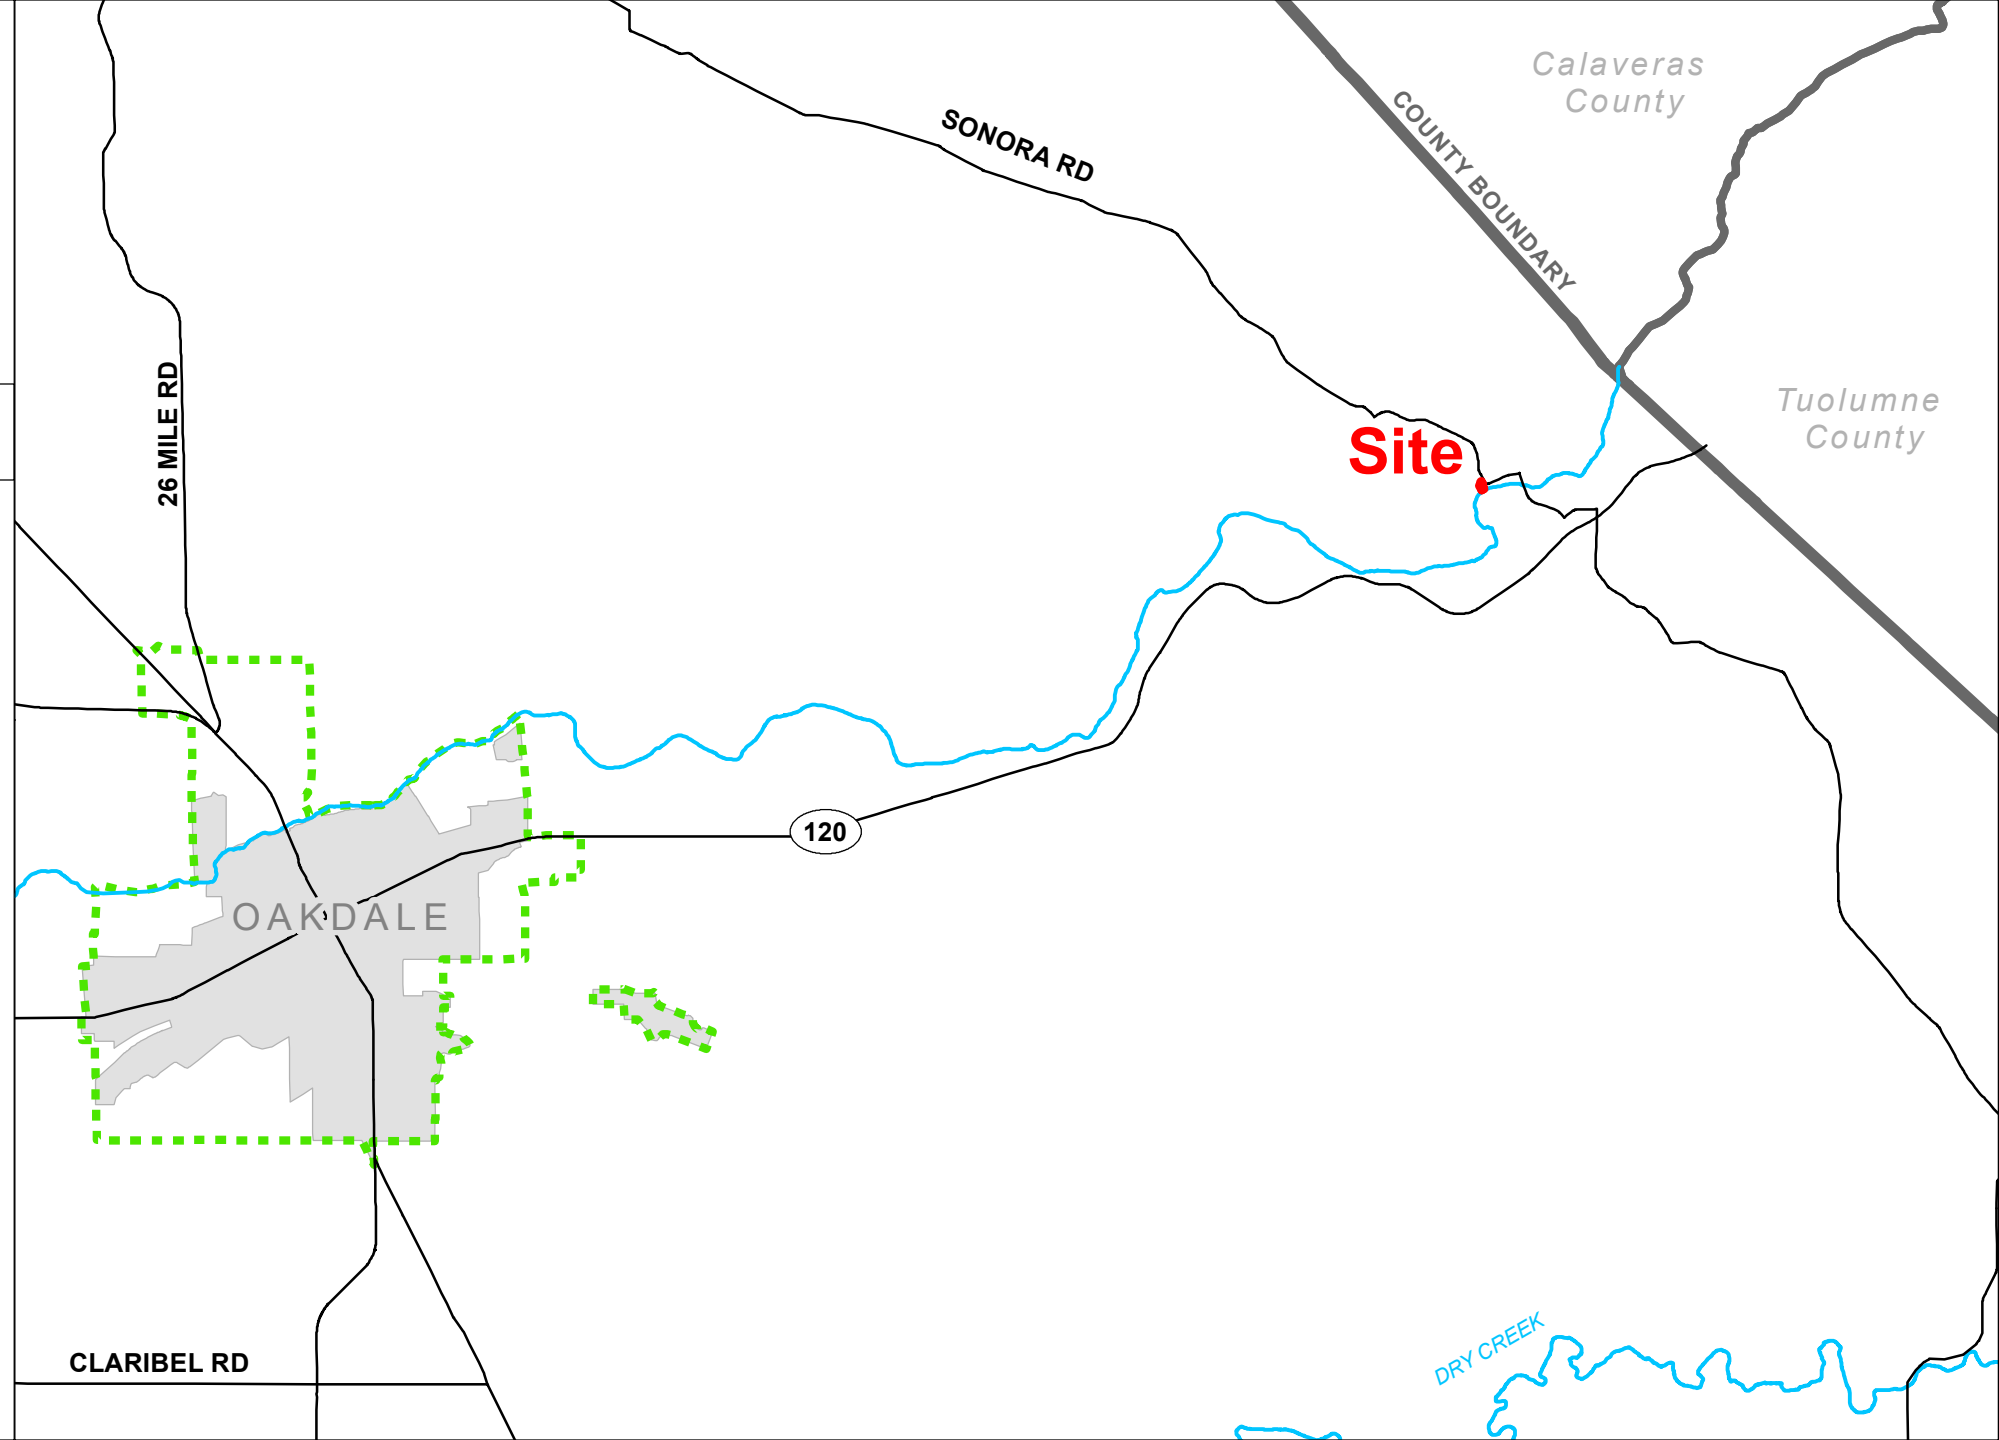 Calaveras
County
COUNTY BOUNDARY
SONORA RD
26 MILE RD
Tuolumne
County
Site
120
OAKDALE
DRY CREEK
CLARIBEL RD